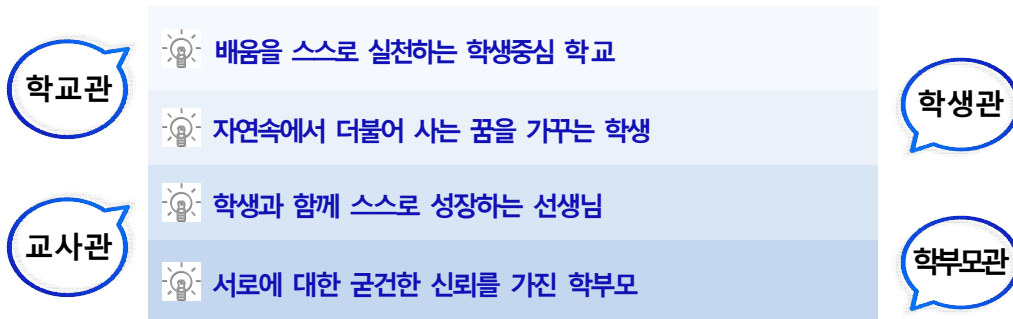 학교관
배움을 스스로 실천하는 학생중심 학교
학생관
자연속에서 더불어 사는 꿈을 가꾸는 학생
교사관
학생과 함께 스스로 성장하는 선생님
학부모관
서로에 대한 굳건한 신뢰를 가진 학부모